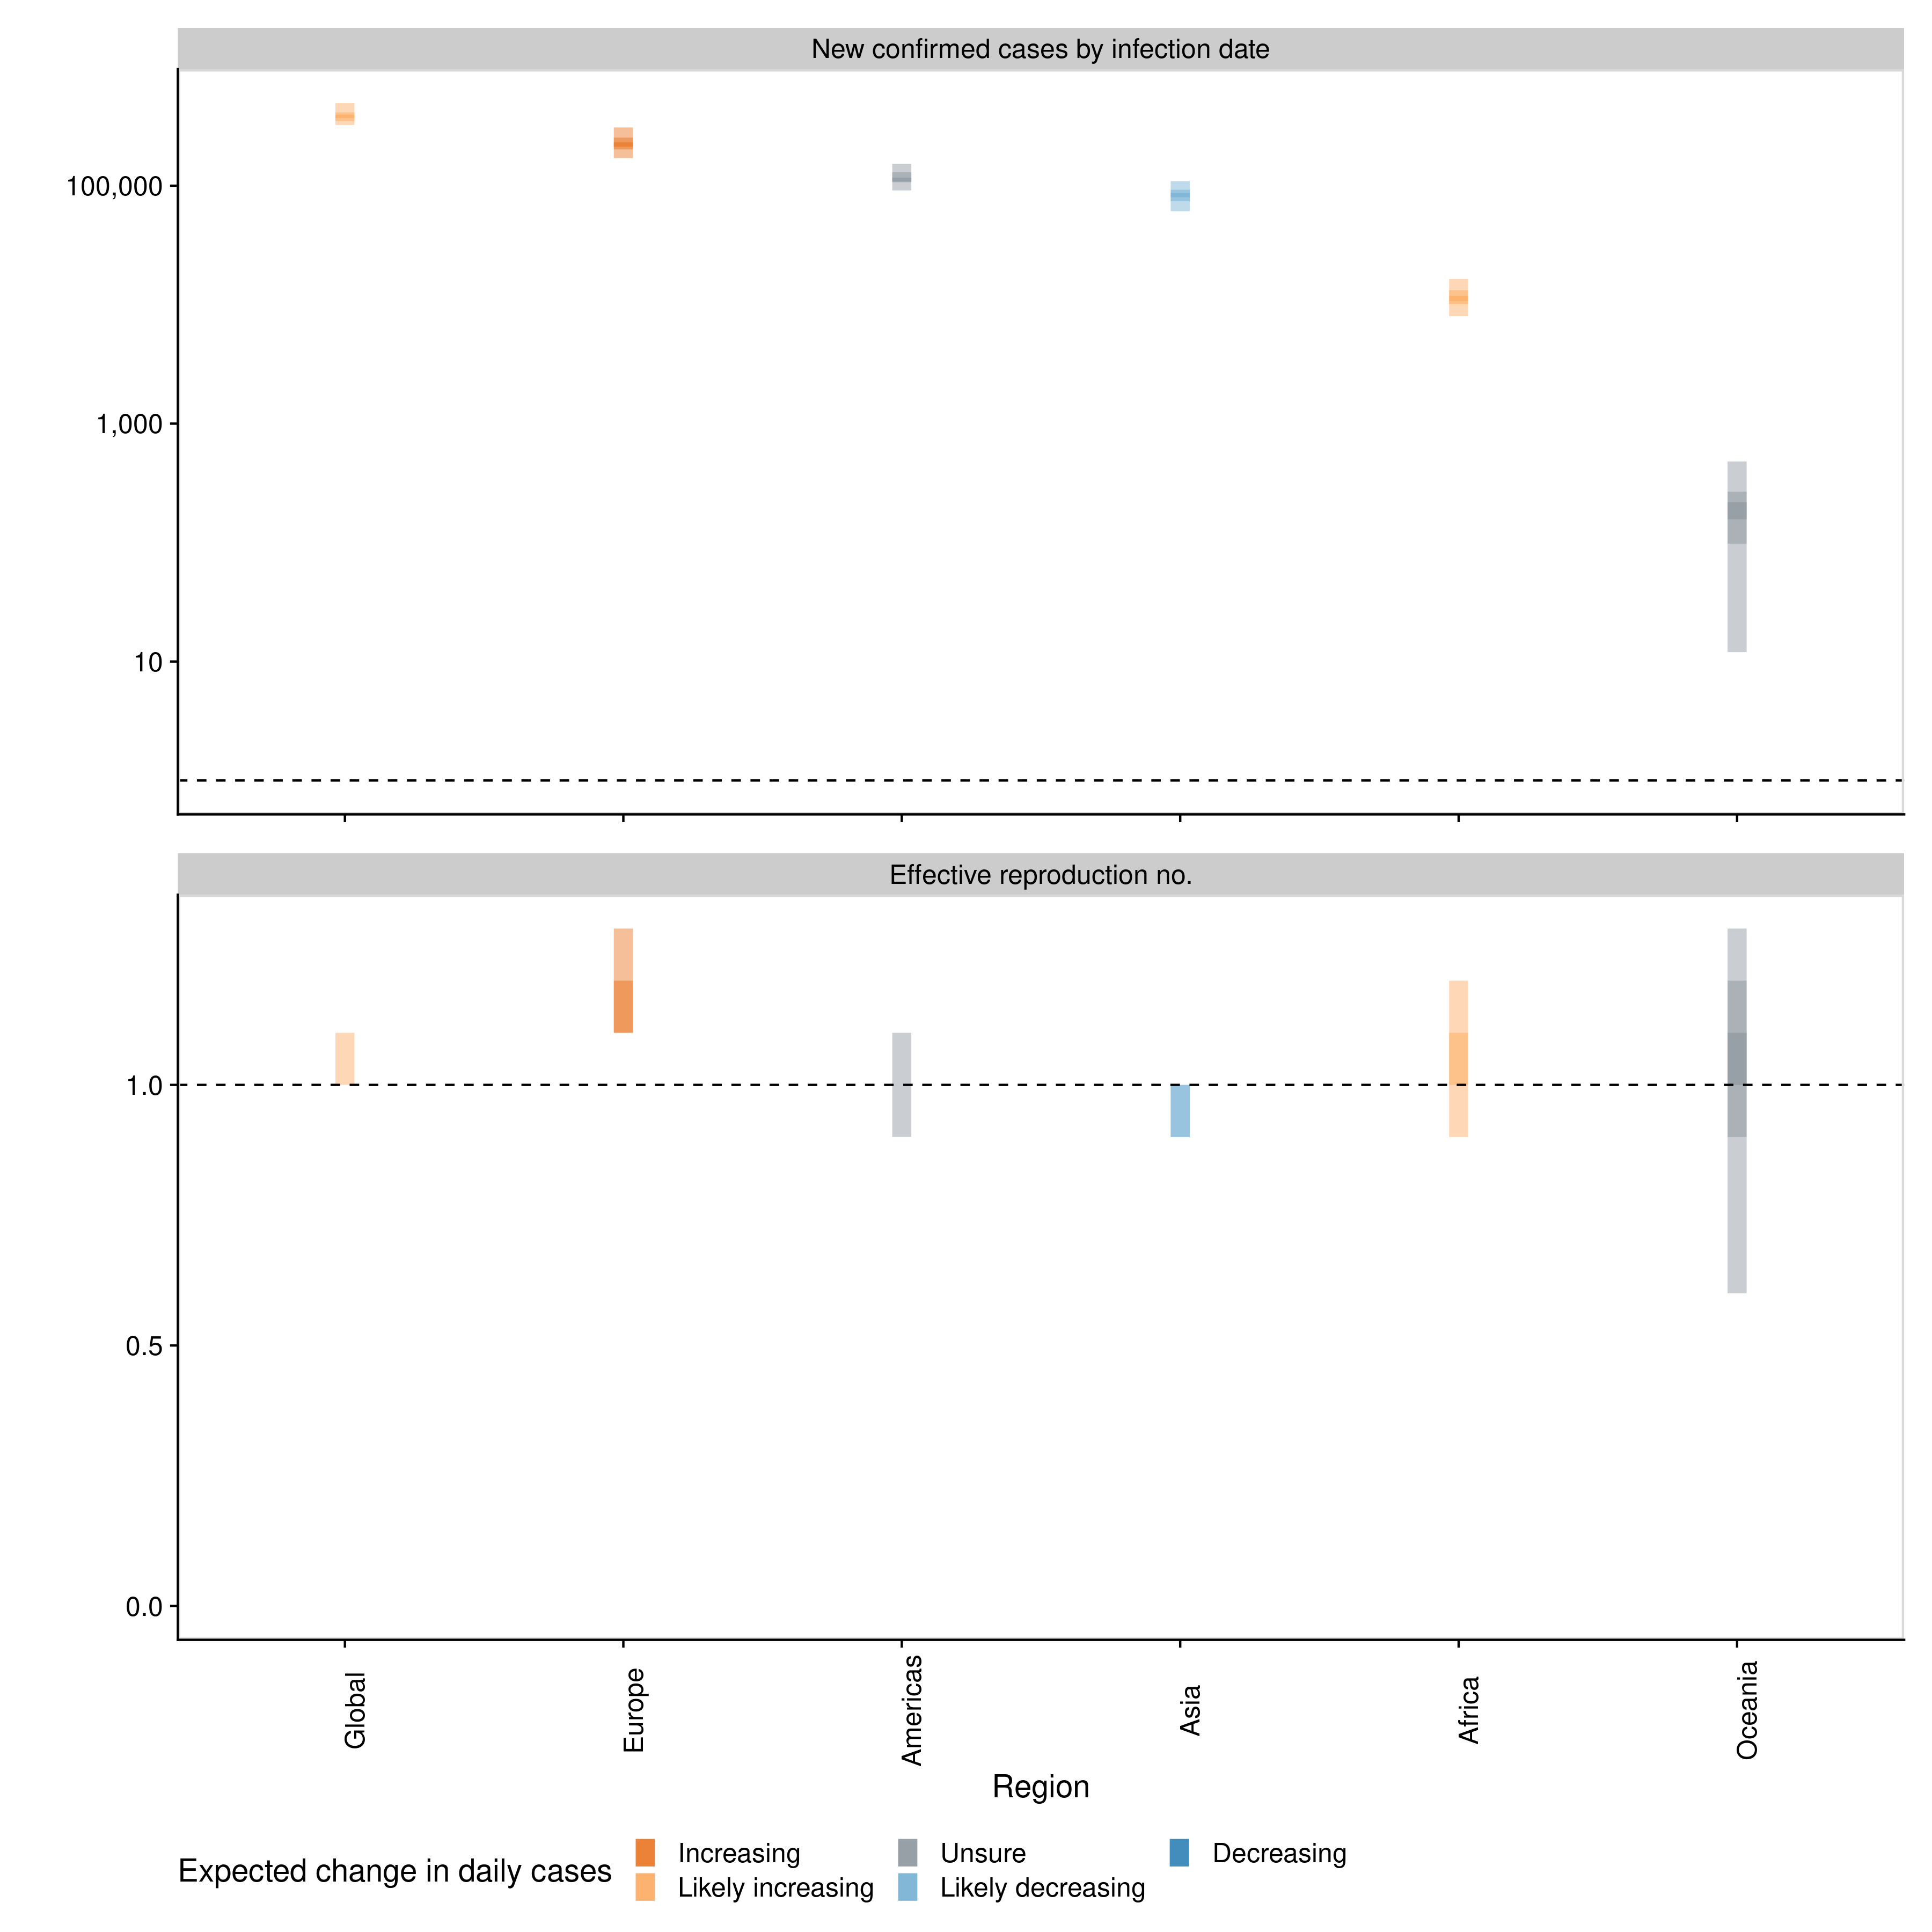 New confirmed cases by infection date
100,000
1,000
10
Effective reproduction no.
1.0
0.5
0.0
Global
Europe
Americas
Asia
Africa
Oceania
Region
Expected change in daily cases
Increasing
Likely increasing
Unsure
Likely decreasing
Decreasing